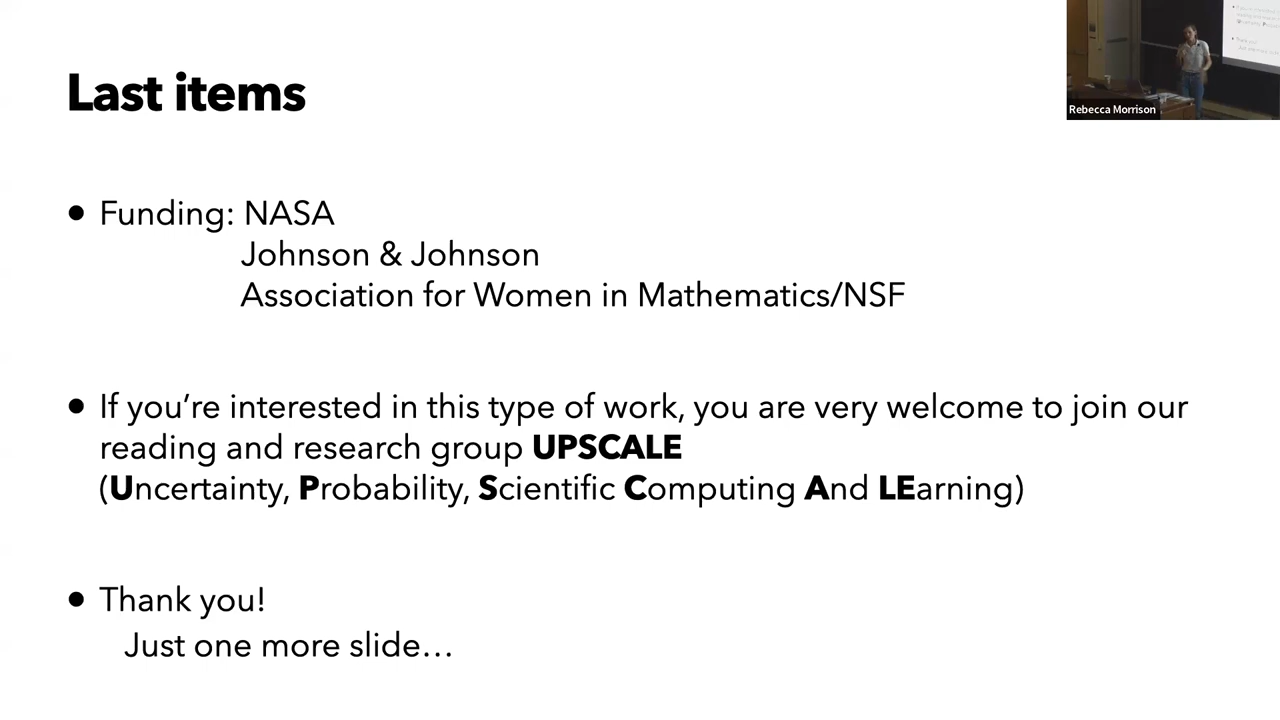 Last items
Rebecca Morrison
• Funding: NASA
Johnson & Johnson
Association for Women in Mathematics/NSF
• If you’re interested in this type of work, you are very welcome to join our
reading and research group UPSCALE
(Uncertainty, Probability, Scientific Computing And LEarning)
• Thank you!
Just one more slide…